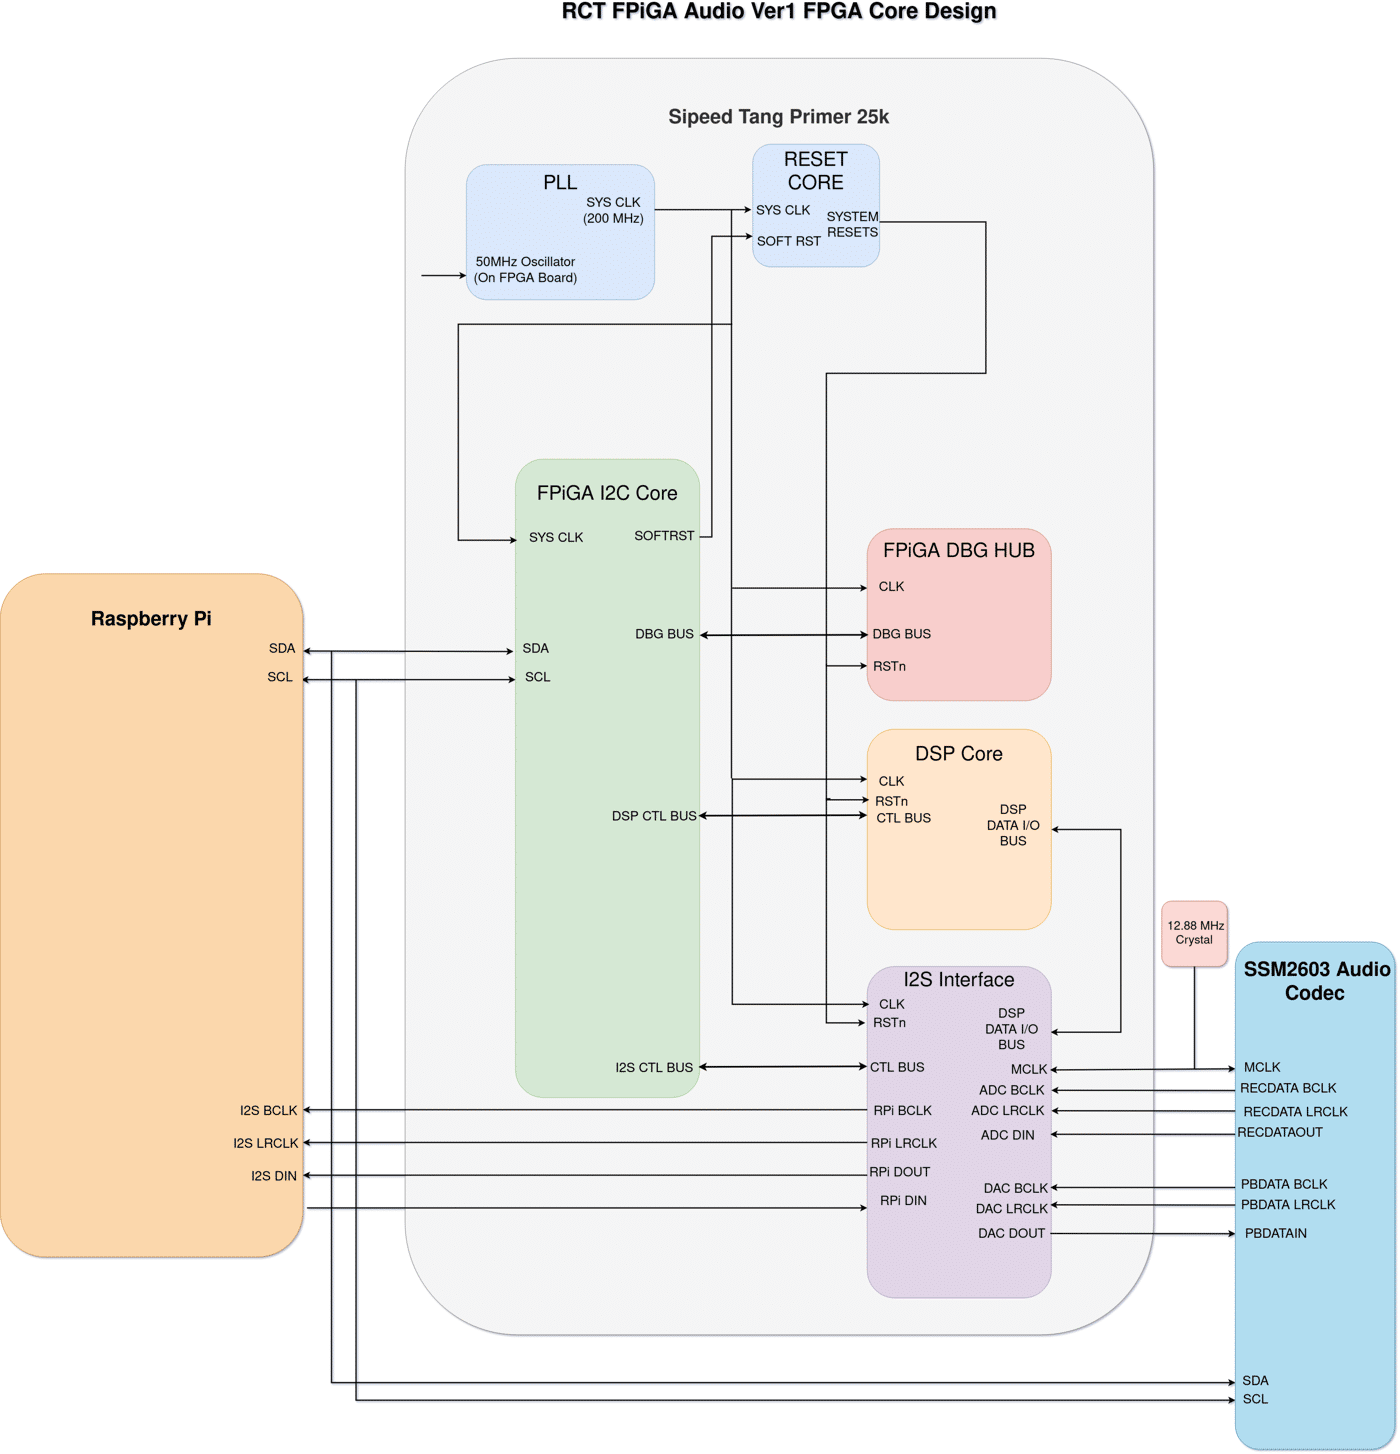 RCT FPiGA Audio Ver1 FPGA Core Design
Sipeed Tang Primer 25k
PLL
SYS CLK
(200 MHz)
50MHz Oscillator
(On FPGA Board)
RESET
CORE
SYS CLK
SOFT RST
SYSTEM
RESETS
FPiGA I2C Core
SYS CLK
SOFTRST
SDA
SCL
DBG BUS
DSP CTL BUS
I2S CTL BUS
FPiGA DBG HUB
CLK
DBG BUS
RSTn
Raspberry Pi
SDA
SCL
I2S BCLK
I2S LRCLK
I2S DIN
DSP Core
CLK
RSTn
CTL BUS
DSP
DATA I/O
BUS
I2S Interface
CLK
RSTn
CTL BUS
RPi BCLK
RPi LRCLK
RPi DOUT
RPi DIN
DSP
DATA I/O
BUS
MCLK
ADC BCLK
ADC LRCLK
ADC DIN
DAC BCLK
DAC LRCLK
DAC DOUT
12.88 MHz
Crystal
SSM2603 Audio
Codec
MCLK
RECDATA BCLK
RECDATA LRCLK
RECDATAOUT
PBDATA BCLK
PBDATA LRCLK
PBDATAIN
SDA
SCL